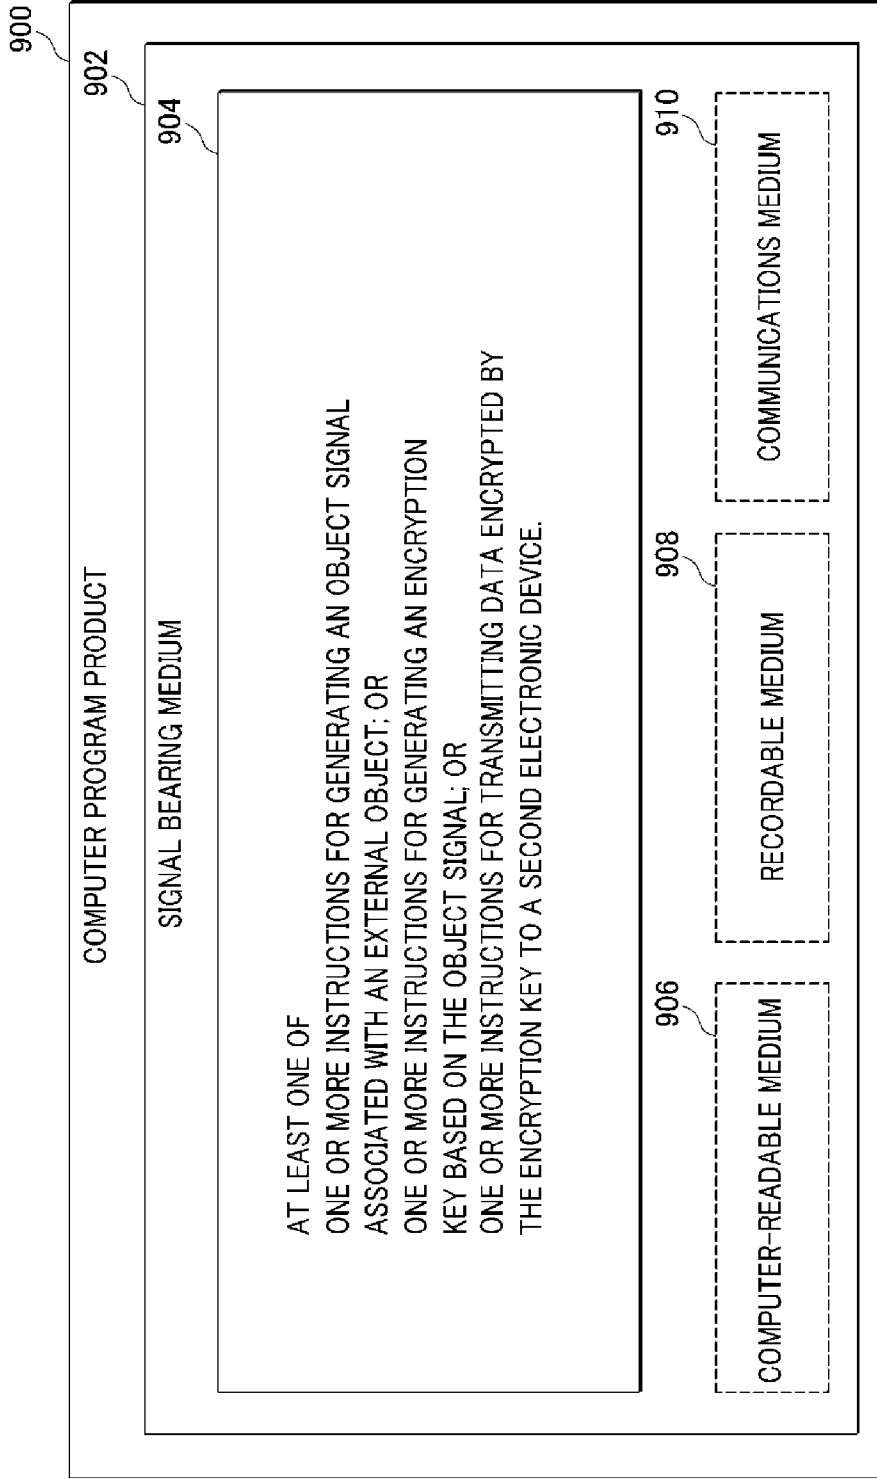 900
COMPUTER PROGRAM PRODUCT
902
SIGNAL BEARING MEDIUM
904
AT LEAST ONE OF
ONE OR MORE INSTRUCTIONS FOR GENERATING AN OBJECT SIGNAL
ASSOCIATED WITH AN EXTERNAL OBJECT; OR
ONE OR MORE INSTRUCTIONS FOR GENERATING AN ENCRYPTION
KEY BASED ON THE OBJECT SIGNAL; OR
ONE OR MORE INSTRUCTIONS FOR TRANSMITTING DATA ENCRYPTED BY
THE ENCRYPTION KEY TO A SECOND ELECTRONIC DEVICE.
906
COMPUTER-READABLE MEDIUM
908
RECORDABLE MEDIUM
910
COMMUNICATIONS MEDIUM